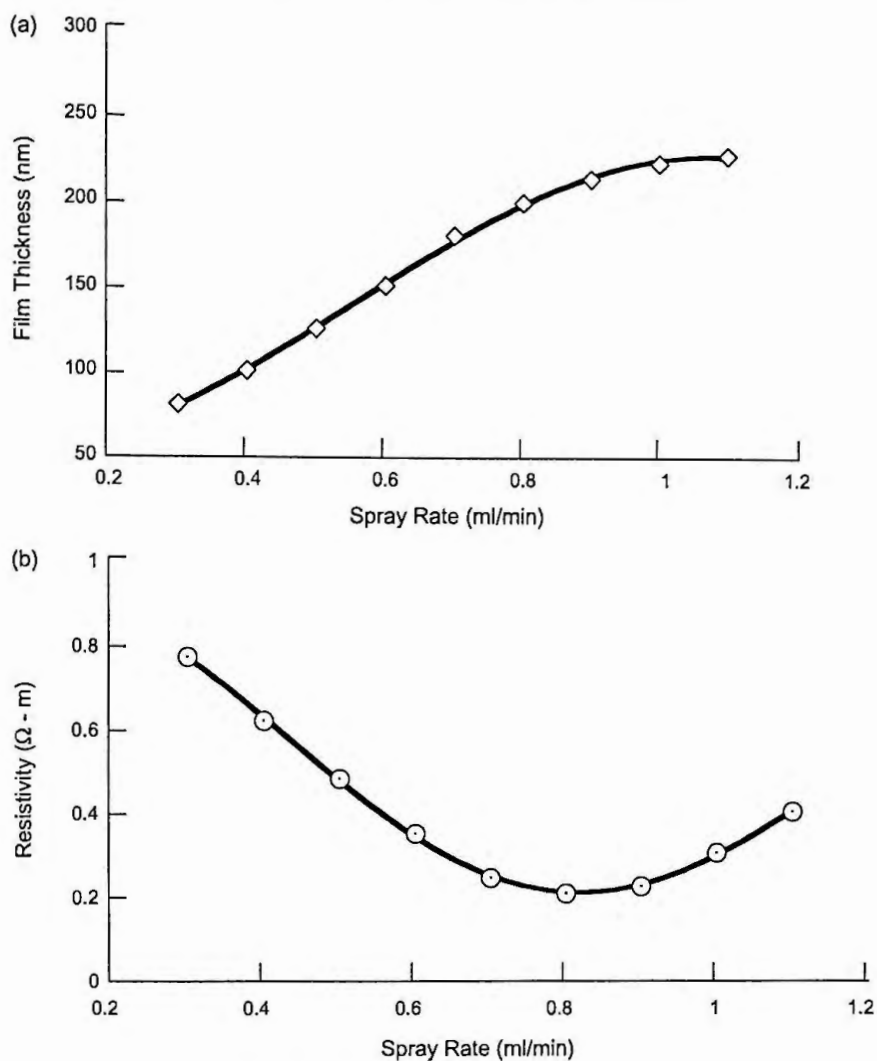 (a)
300
250
200
150
100
50
Film Thickness (nm)
0.2 0.4 0.6 0.8 1 1.2
Spray Rate (ml/min)
(b)
1
0.8
0.6
0.4
0.2
0
Resistivity (Ω - m)
0.2 0.4 0.6 0.8 1 1.2
Spray Rate (ml/min)